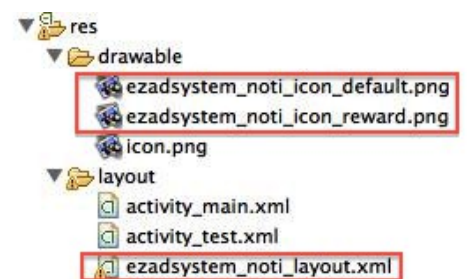 res
drawable
ezadsystem_noti_icon_default.png
ezadsystem_noti_icon_reward.png
icon.png
layout
activity_main.xml
activity_test.xml
ezadsystem_noti_layout.xml